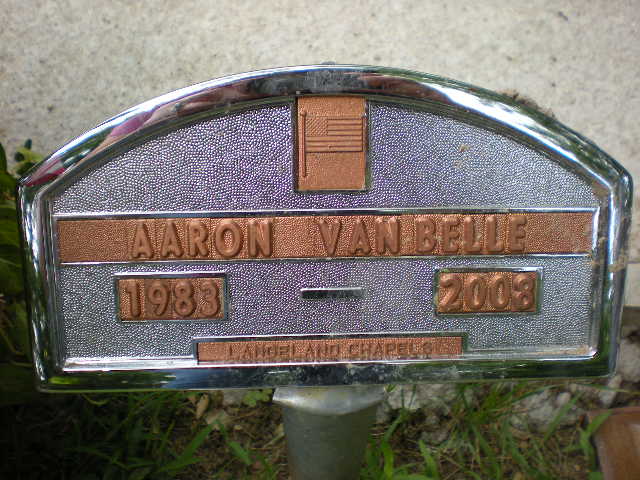 AARON VAN BELLE
1983 - 2008
LANGELAND CHAPELS